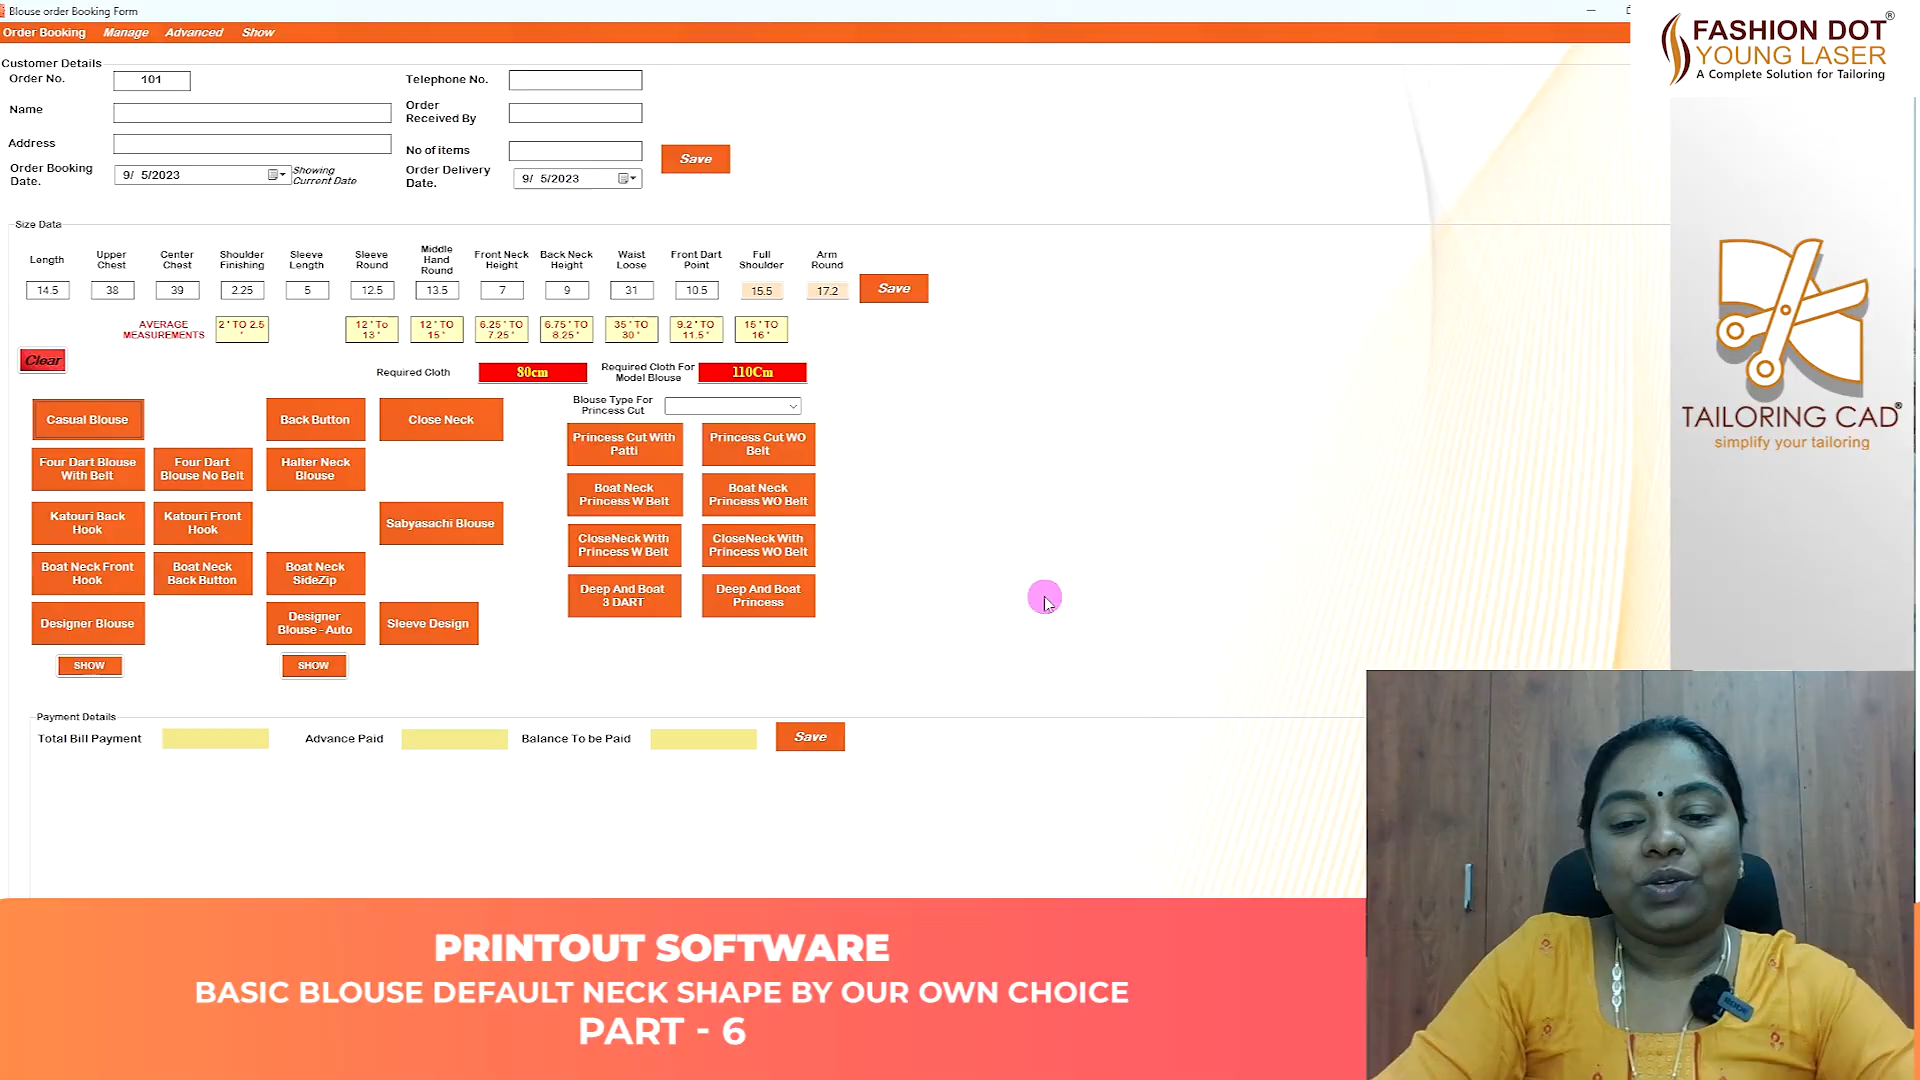 Blouse order Booking Form
Order Booking Manage Advanced Show
FASHION DOT®
YOUNG LASER
A Complete Solution for Tailoring
Customer Details
Order No. 101 Telephone No.
Name
Order
Received By
Address
No of items
Save
Order Booking
Date.
9/ 5/2023
Showing
Current Date
Order Delivery
Date.
9/ 5/2023
Size Data
Length
Upper
Chest
Center
Chest
Shoulder
Finishing
Sleeve
Length
Sleeve
Round
Middle
Hand
Round
Front Neck
Height
Back Neck
Height
Waist
Loose
Front Dart
Point
Full
Shoulder
Arm
Round
14.5 38 39 2.25 5 12.5 13.5 7 9 31 10.5 15.5 17.2 Save
AVERAGE
MEASUREMENTS
2 " TO 2.5
"
12 " To
13 "
12 " TO
15 "
6.25 " TO
7.25 "
6.75 " TO
8.25 "
35 " TO
30 "
9.2 " TO
11.5 "
15 " TO
16 "
Clear
Required Cloth 80cm
Required Cloth For
Model Blouse
110Cm
Blouse Type For
Princess Cut
Casual Blouse
Back Button
Close Neck
Princess Cut With
Patti
Princess Cut WO
Belt
Four Dart Blouse
With Belt
Four Dart
Blouse No Belt
Halter Neck
Blouse
Boat Neck
Princess W Belt
Boat Neck
Princess WO Belt
Katouri Back
Hook
Katouri Front
Hook
Sabyasachi Blouse
CloseNeck With
Princess W Belt
CloseNeck With
Princess WO Belt
Boat Neck Front
Hook
Boat Neck
Back Button
Boat Neck
SideZip
Deep And Boat
3 DART
Deep And Boat
Princess
Designer Blouse
Designer
Blouse - Auto
Sleeve Design
SHOW
SHOW
Payment Details
Total Bill Payment Advance Paid Balance To be Paid Save
TAILORING CAD®
simplify your tailoring
PRINTOUT SOFTWARE
BASIC BLOUSE DEFAULT NECK SHAPE BY OUR OWN CHOICE
PART - 6
RODE